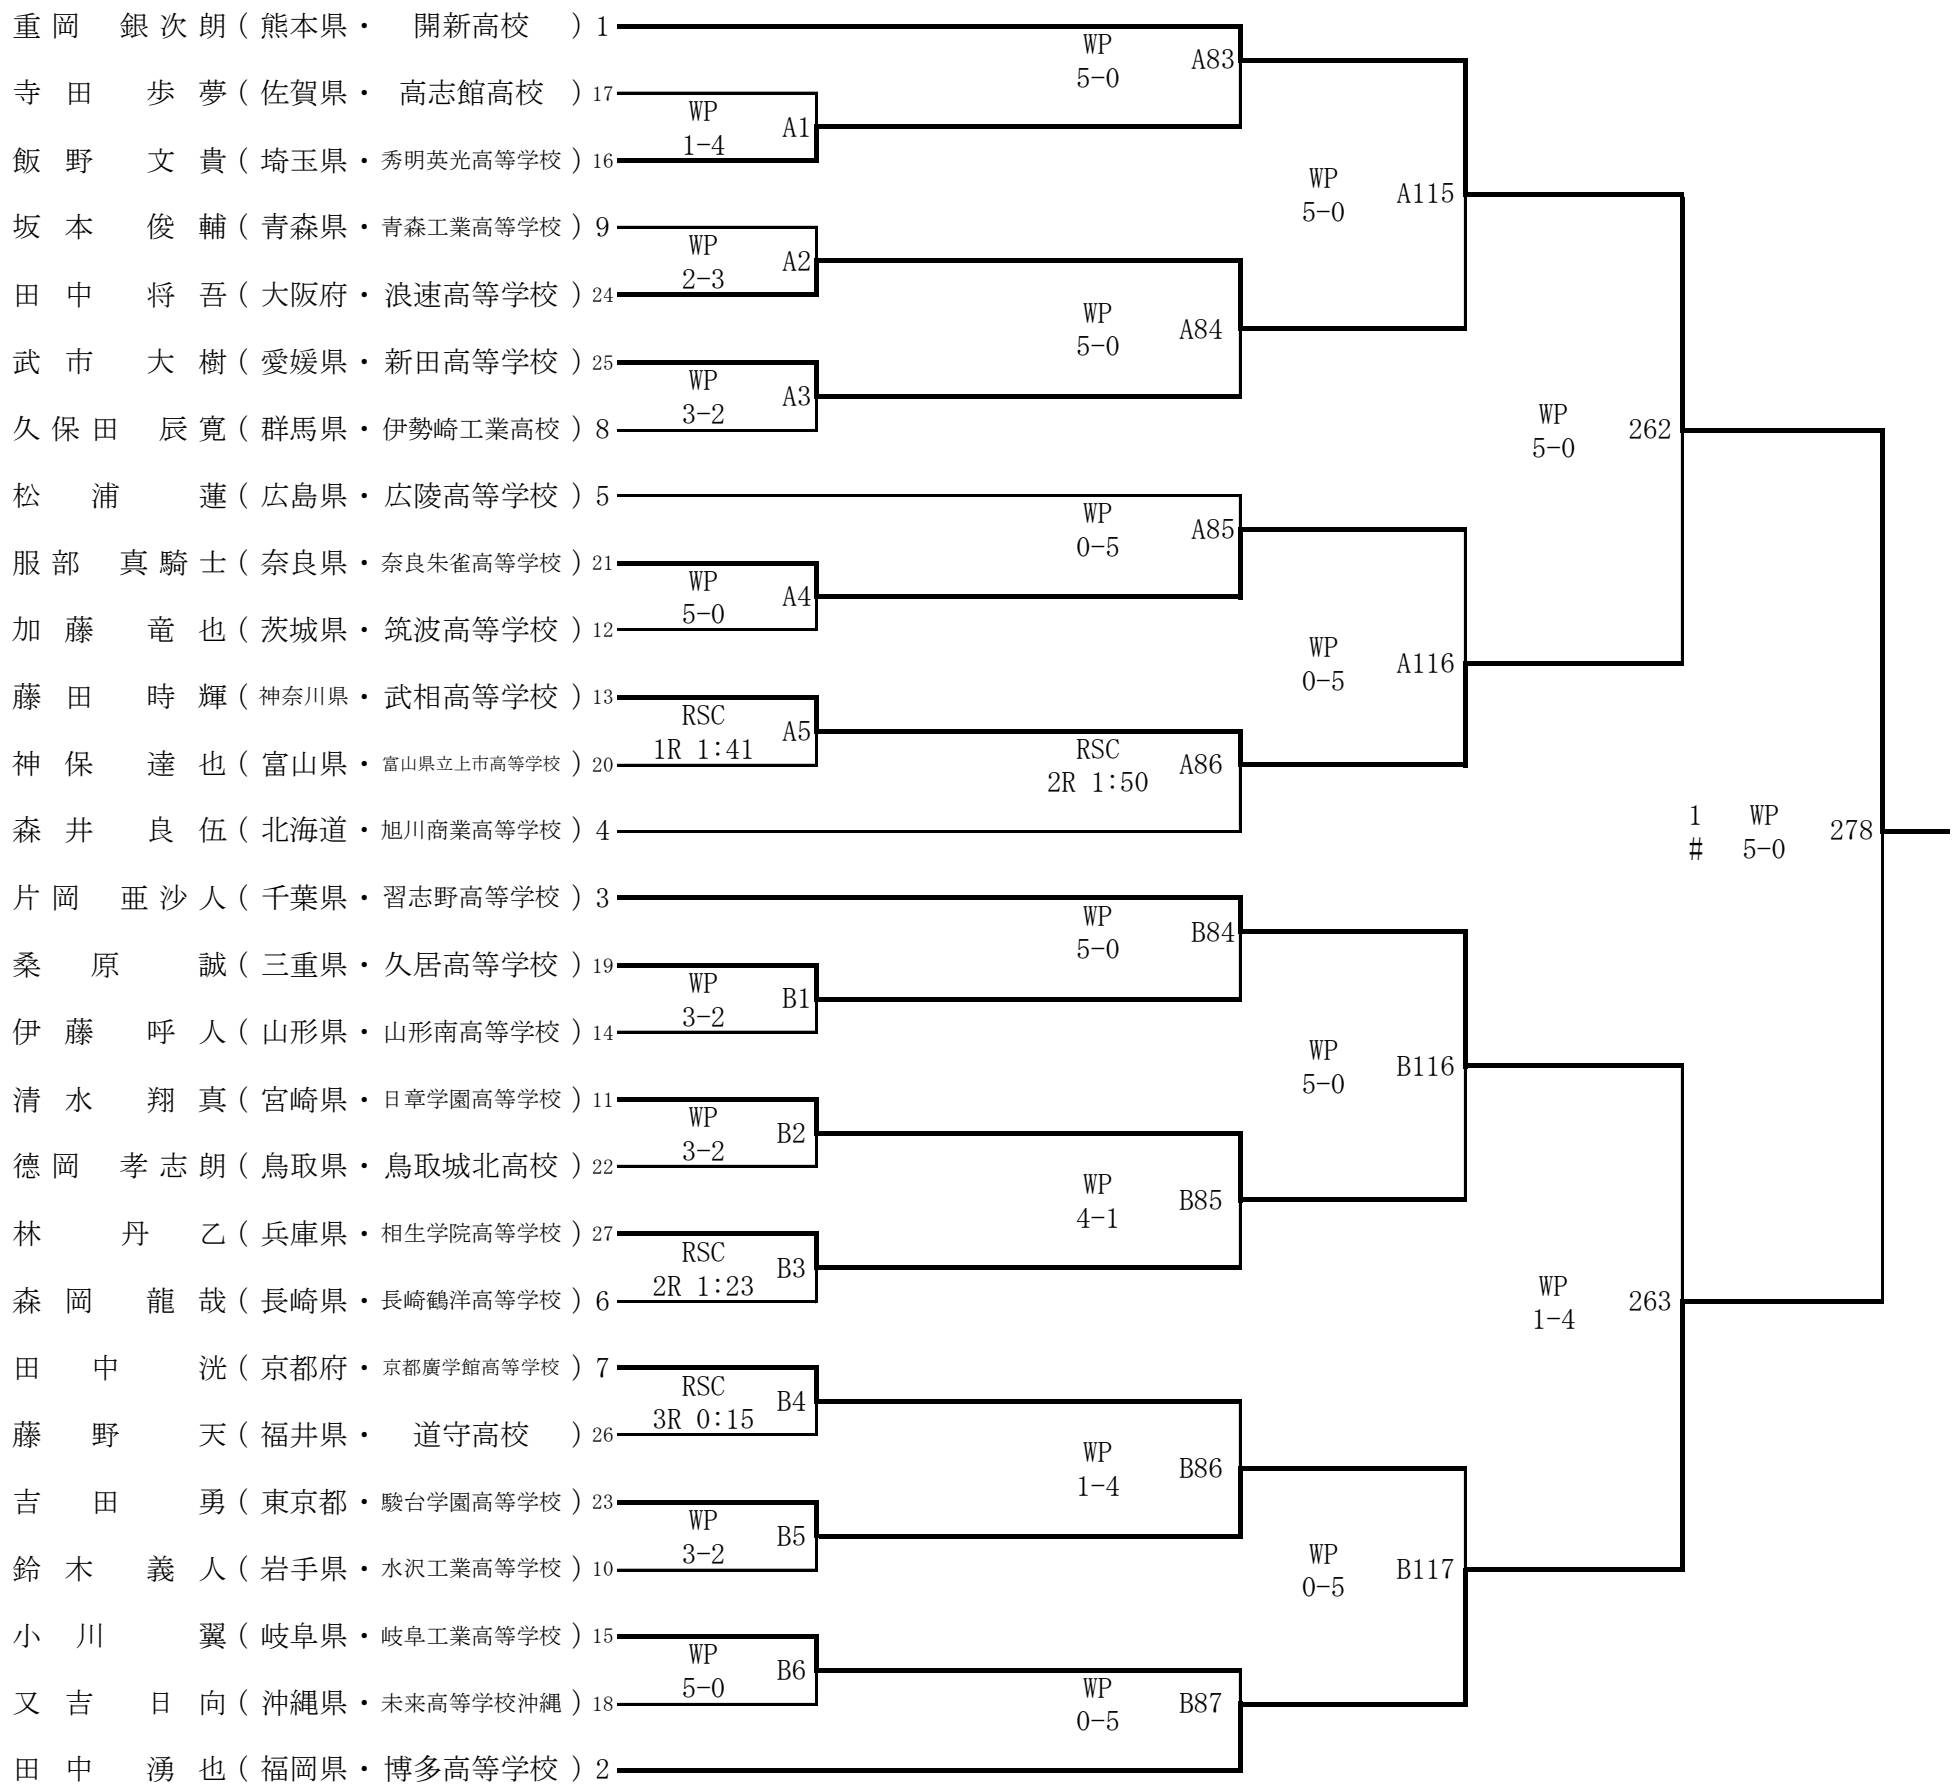 重岡 銀次朗 ( 熊本県 ・ 開新高校 ) 1
WP
5-0
A83
寺田 歩夢 ( 佐賀県 ・ 高志館高校 ) 17
WP
1-4
A1
飯野 文貴 ( 埼玉県 ・ 秀明英光高等学校 ) 16
WP
5-0
A115
坂本 俊輔 ( 青森県 ・ 青森工業高等学校 ) 9
WP
2-3
A2
田中 将吾 ( 大阪府 ・ 浪速高等学校 ) 24
WP
5-0
A84
武市 大樹 ( 愛媛県 ・ 新田高等学校 ) 25
WP
3-2
A3
久保田 辰寛 ( 群馬県 ・ 伊勢崎工業高校 ) 8
WP
5-0
262
松浦 蓮 ( 広島県 ・ 広陵高等学校 ) 5
WP
0-5
A85
服部 真騎士 ( 奈良県 ・ 奈良朱雀高等学校 ) 21
WP
5-0
A4
加藤 竜也 ( 茨城県 ・ 筑波高等学校 ) 12
WP
0-5
A116
藤田 時輝 ( 神奈川県 ・ 武相高等学校 ) 13
RSC
1R 1:41
A5
神保 達也 ( 富山県 ・ 富山県立上市高等学校 ) 20
RSC
2R 1:50
A86
森井 良伍 ( 北海道 ・ 旭川商業高等学校 ) 4
1 WP
# 5-0
278
片岡 亜沙人 ( 千葉県 ・ 習志野高等学校 ) 3
WP
5-0
B84
桑原 誠 ( 三重県 ・ 久居高等学校 ) 19
WP
3-2
B1
伊藤 呼人 ( 山形県 ・ 山形南高等学校 ) 14
WP
5-0
B116
清水 翔真 ( 宮崎県 ・ 日章学園高等学校 ) 11
WP
3-2
B2
德岡 孝志朗 ( 鳥取県 ・ 鳥取城北高校 ) 22
WP
4-1
B85
林 丹乙 ( 兵庫県 ・ 相生学院高等学校 ) 27
RSC
2R 1:23
B3
森岡 龍哉 ( 長崎県 ・ 長崎鶴洋高等学校 ) 6
WP
1-4
263
田中 洸 ( 京都府 ・ 京都廣学館高等学校 ) 7
RSC
3R 0:15
B4
藤野 天 ( 福井県 ・ 道守高校 ) 26
WP
1-4
B86
吉田 勇 ( 東京都 ・ 駿台学園高等学校 ) 23
WP
3-2
B5
鈴木 義人 ( 岩手県 ・ 水沢工業高等学校 ) 10
WP
0-5
B117
小川 翼 ( 岐阜県 ・ 岐阜工業高等学校 ) 15
WP
5-0
B6
又吉 日向 ( 沖縄県 ・ 未来高等学校沖縄 ) 18
WP
0-5
B87
田中 湧也 ( 福岡県 ・ 博多高等学校 ) 2